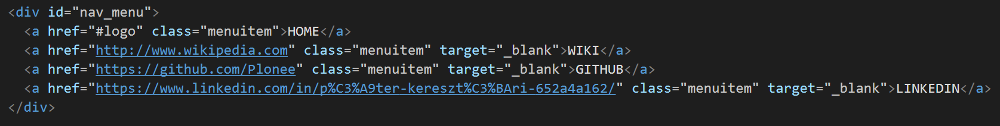 <div id="nav_menu">
<a href="#logo" class="menuitem">HOME</a>
<a href="http://www.wikipedia.com" class="menuitem" target="_blank">WIKI</a>
<a href="https://github.com/Plonee" class="menuitem" target="_blank">GITHUB</a>
<a href="https://www.linkedin.com/in/p%C3%A9ter-kereszt%C3%BAri-652a4a162/" class="menuitem" target="_blank">LINKEDIN</a>
</div>